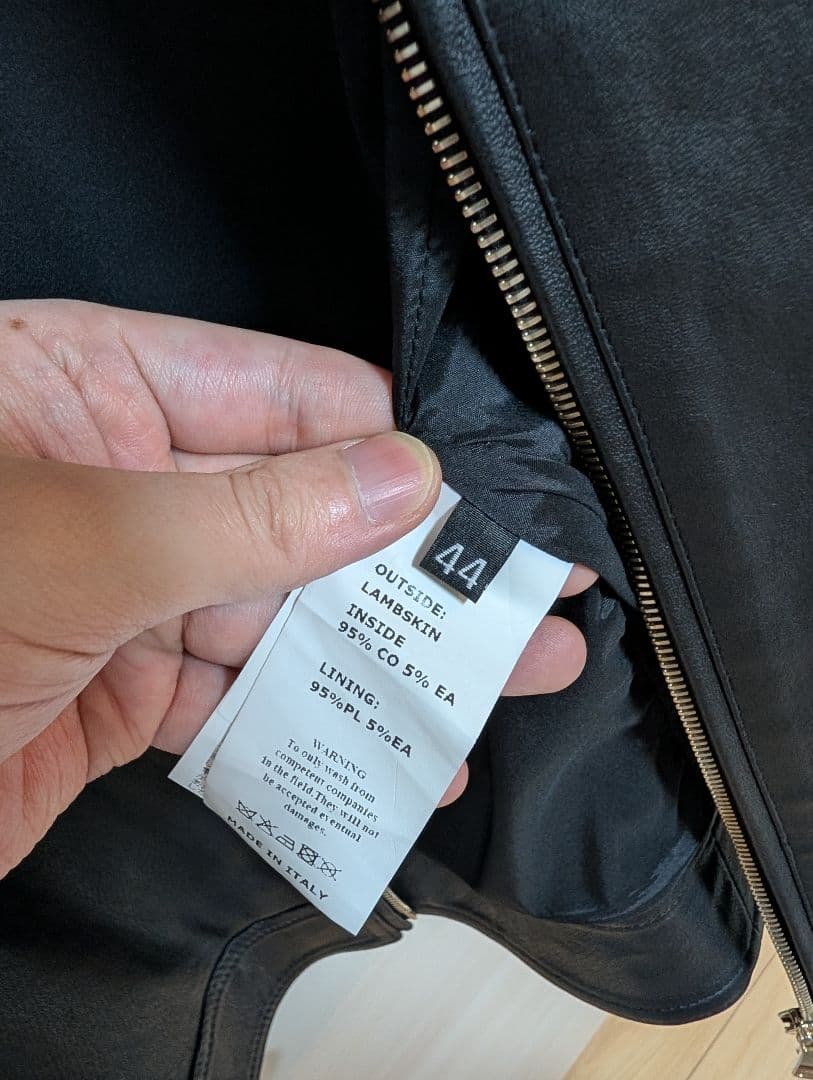 44
OUTSIDE:
LAMBSKIN
INSIDE
95% CO 5% EA
LINING:
95%PL 5%EA
WARNING
To only wash from
competent companies
in the field.They will not
be accepted eventual
damages.
MADE IN ITALY